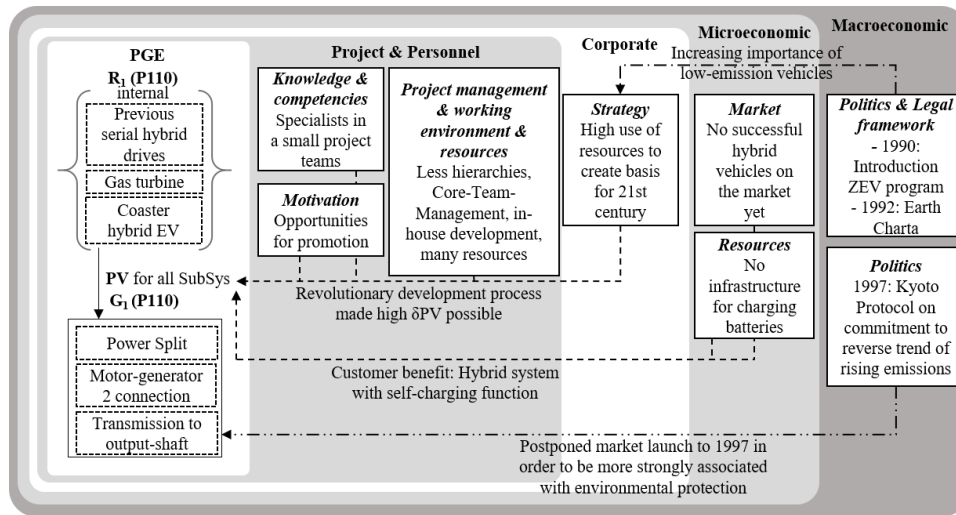 PGE
R1 (P110)
internal
Previous
serial hybrid
drives
Gas turbine
Coaster
hybrid EV
PV for all SubSys
G1 (P110)
Power Split
Motor-generator
2 connection
Transmission to
output-shaft
Project & Personnel
Knowledge &
competencies
Specialists in
a small project
teams
Motivation
Opportunities
for promotion
Project management
& working
environment &
resources
Less hierarchies,
Core-Team-
Management, in-
house development,
many resources
Revolutionary development process
made high δPV possible
Customer benefit: Hybrid system
with self-charging function
Corporate
Strategy
High use of
resources to
create basis
for 21st
century
Microeconomic
Increasing importance of
low-emission vehicles
Market
No successful
hybrid
vehicles on
the market
yet
Resources
No
infrastructure
for charging
batteries
Macroeconomic
Politics & Legal
framework
- 1990:
Introduction
ZEV program
- 1992: Earth
Charta
Politics
1997: Kyoto
Protocol on
commitment to
reverse trend of
rising emissions
Postponed market launch to 1997 in
order to be more strongly associated
with environmental protection